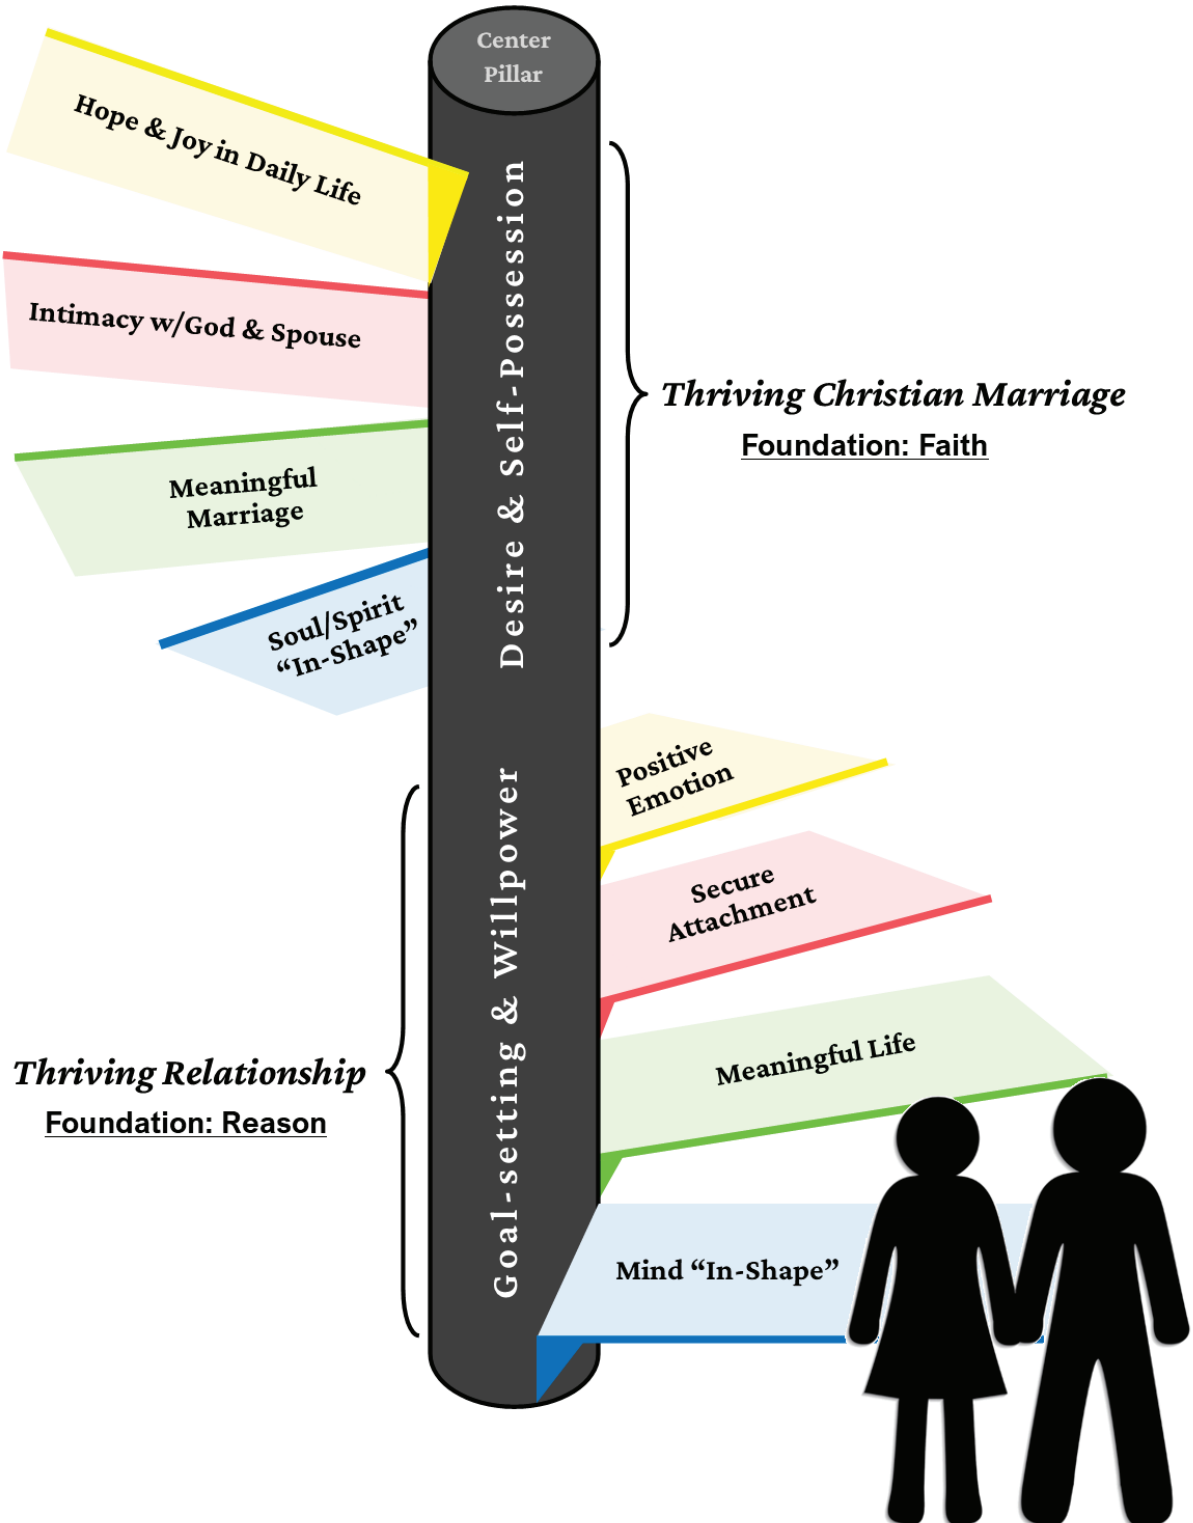 Center
Pillar
Hope & Joy in Daily Life
Intimacy w/God & Spouse
Meaningful
Marriage
Soul/Spirit
“In-Shape”
Desire & Self-Possession
Thriving Christian Marriage
Foundation: Faith
Positive
Emotion
Secure
Attachment
Meaningful Life
Mind “In-Shape”
Goal-setting & Willpower
Thriving Relationship
Foundation: Reason